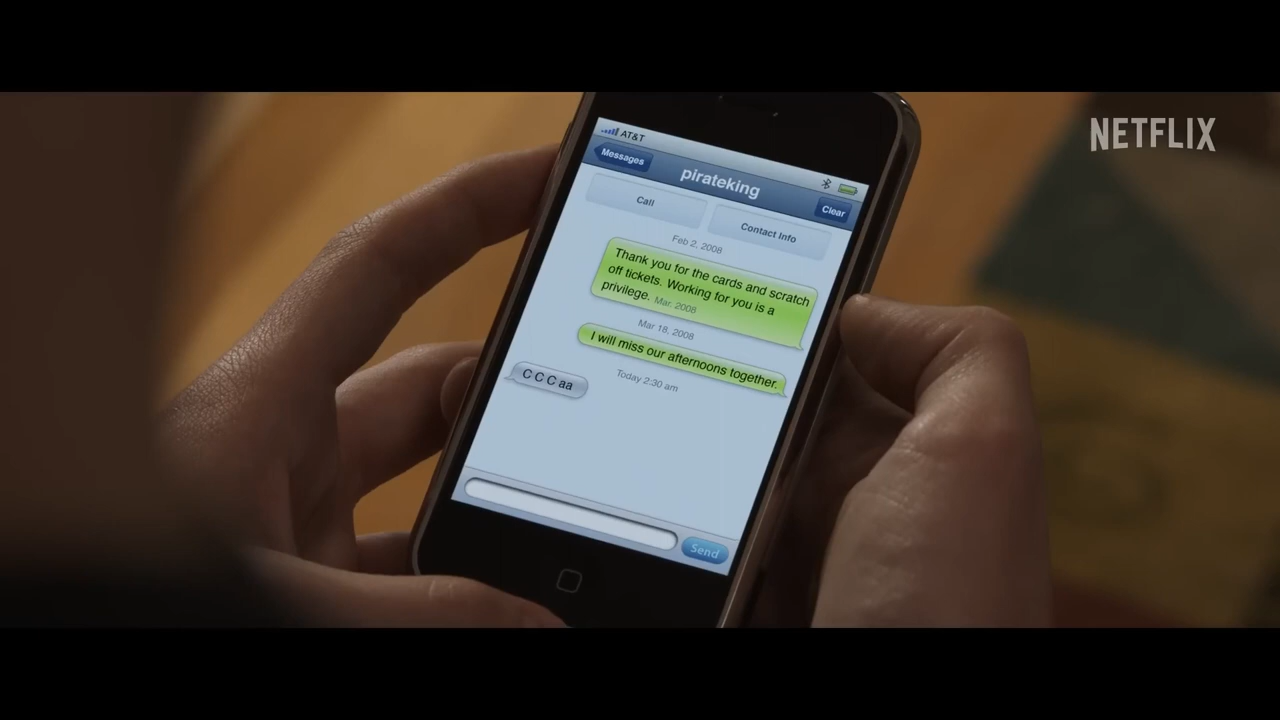 NETFLIX
AT&T
Messages
pirateking
Clear
Call
Contact Info
Feb 2, 2008
Thank you for the cards and scratch
off tickets. Working for you is a
privilege. Mar. 2008
Mar 18, 2008
I will miss our afternoons together.
Today 2:30 am
C C C aa
Send